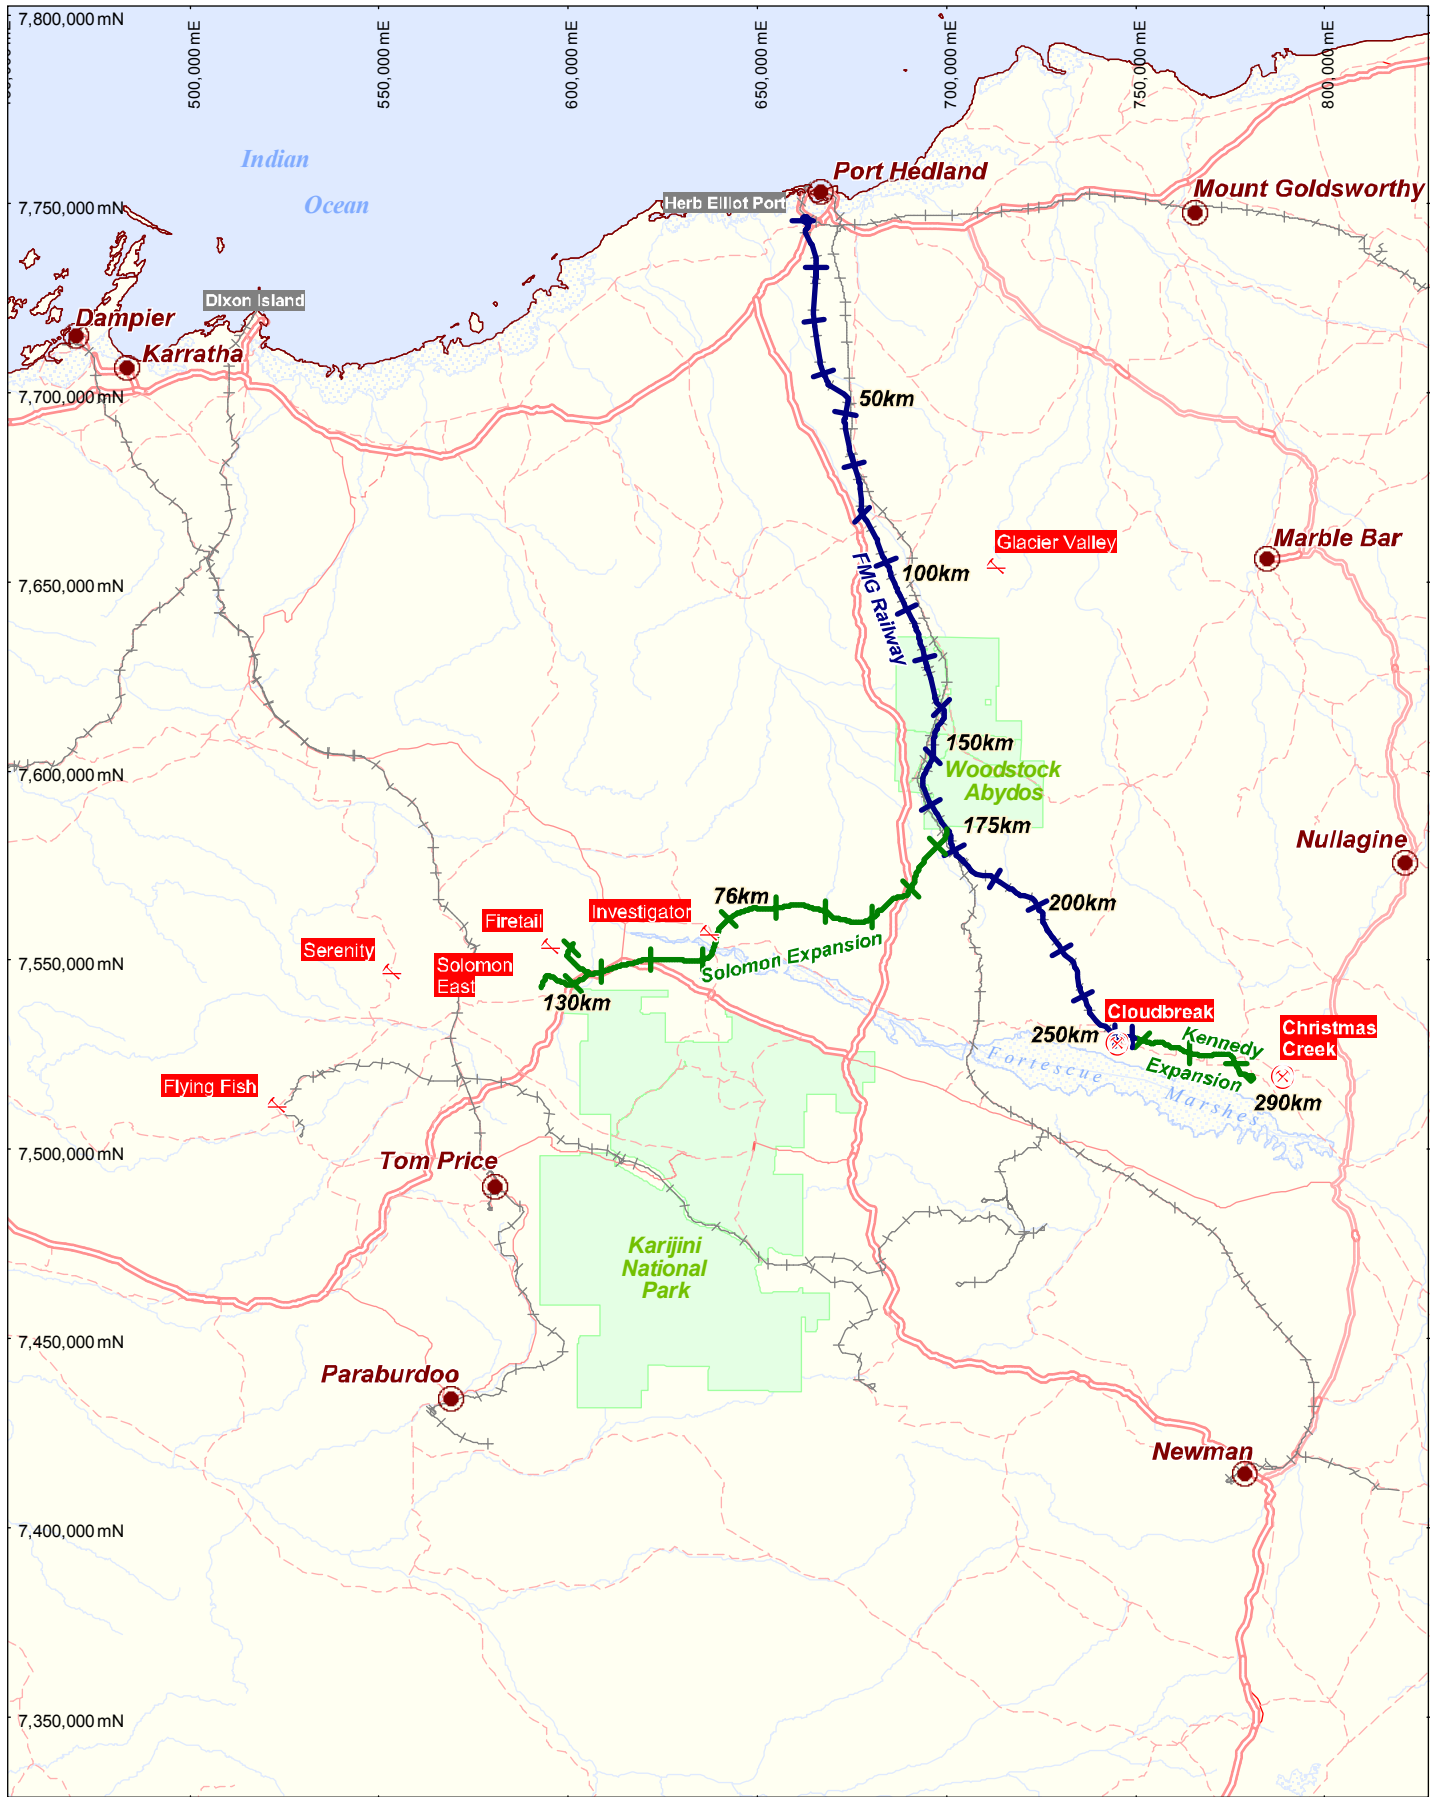 7,800,000 mN
500,000 mE
550,000 mE
600,000 mE
650,000 mE
700,000 mE
750,000 mE
800,000 mE
Indian
Ocean
Port Hedland
Mount Goldsworthy
Herb Elliot Port
7,750,000 mN
Dixon Island
Dampier
Karratha
7,700,000 mN
50km
Glacier Valley
Marble Bar
100km
7,650,000 mN
FMG Railway
150km
Woodstock
Abydos
7,600,000 mN
175km
Nullagine
76km
200km
Investigator
Firetail
Serenity
Solomon
East
Solomon Expansion
7,550,000 mN
130km
Cloudbreak
250km
Christmas
Creek
Kennedy
Expansion
Fortescue
Marshes
290km
Flying Fish
7,500,000 mN
Tom Price
Karijini
National
Park
7,450,000 mN
Paraburdoo
Newman
7,400,000 mN
7,350,000 mN